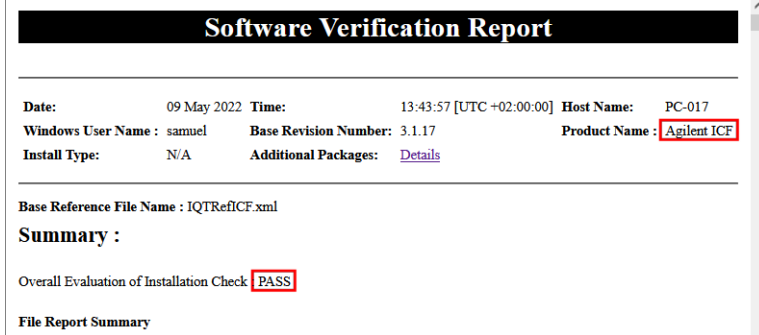 Software Verification Report
Date: 09 May 2022 Time: 13:43:57 [UTC +02:00:00] Host Name: PC-017
Windows User Name : samuel Base Revision Number: 3.1.17 Product Name : Agilent ICF
Install Type: N/A Additional Packages: Details
Base Reference File Name : IQTRefICF.xml
Summary :
Overall Evaluation of Installation Check : PASS
File Report Summary